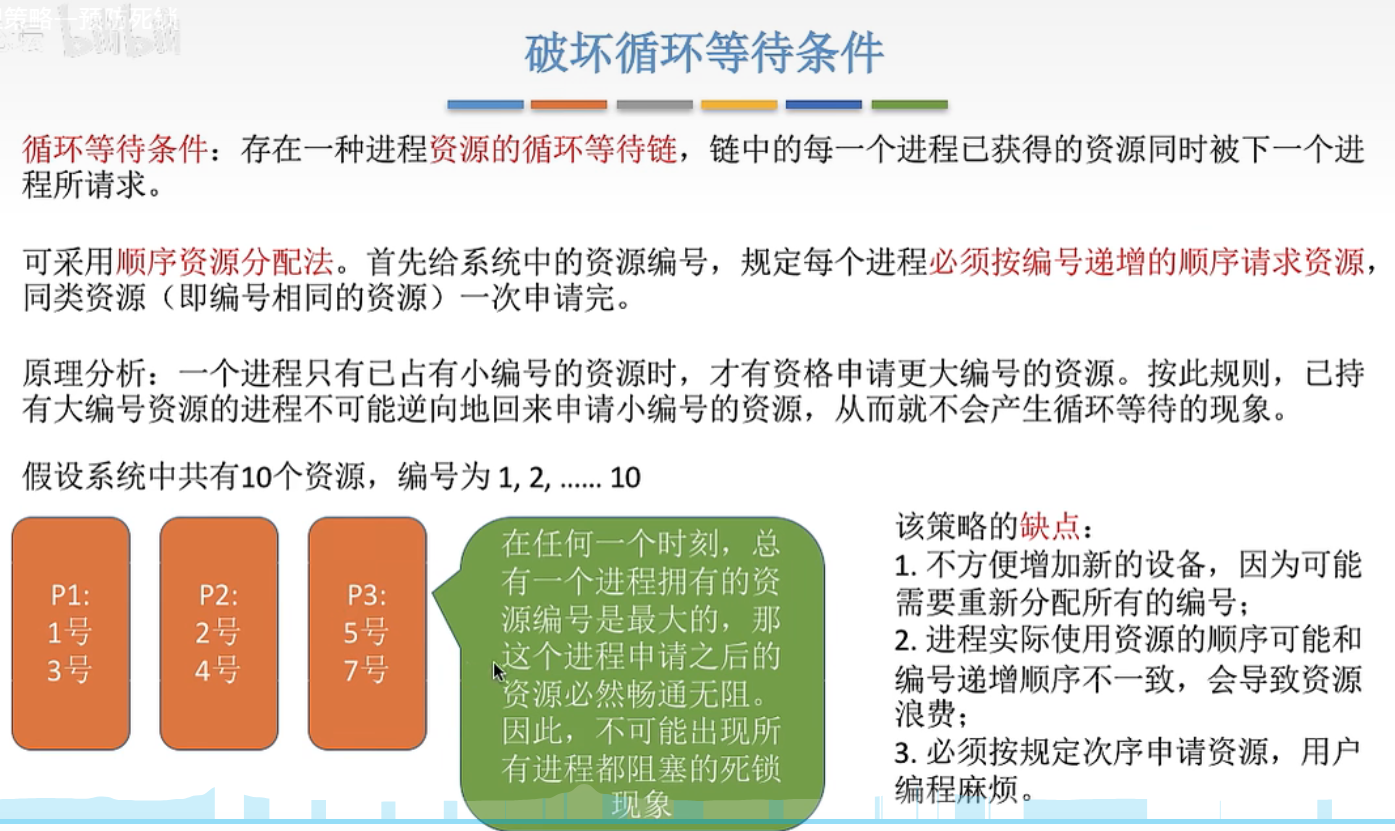 策略—预防死锁
bilibili
破坏循环等待条件
循环等待条件：存在一种进程资源的循环等待链，链中的每一个进程已获得的资源同时被下一个进
程所请求。
可采用顺序资源分配法。首先给系统中的资源编号，规定每个进程必须按编号递增的顺序请求资源，
同类资源（即编号相同的资源）一次申请完。
原理分析：一个进程只有已占有小编号的资源时，才有资格申请更大编号的资源。按此规则，已持
有大编号资源的进程不可能逆向地回来申请小编号的资源，从而就不会产生循环等待的现象。
假设系统中共有10个资源，编号为 1, 2, …… 10
P1:
1号
3号
P2:
2号
4号
P3:
5号
7号
在任何一个时刻，总
有一个进程拥有的资
源编号是最大的，那
这个进程申请之后的
资源必然畅通无阻。
因此，不可能出现所
有进程都阻塞的死锁
现象
该策略的缺点：
1. 不方便增加新的设备，因为可能
需要重新分配所有的编号；
2. 进程实际使用资源的顺序可能和
编号递增顺序不一致，会导致资源
浪费；
3. 必须按规定次序申请资源，用户
编程麻烦。